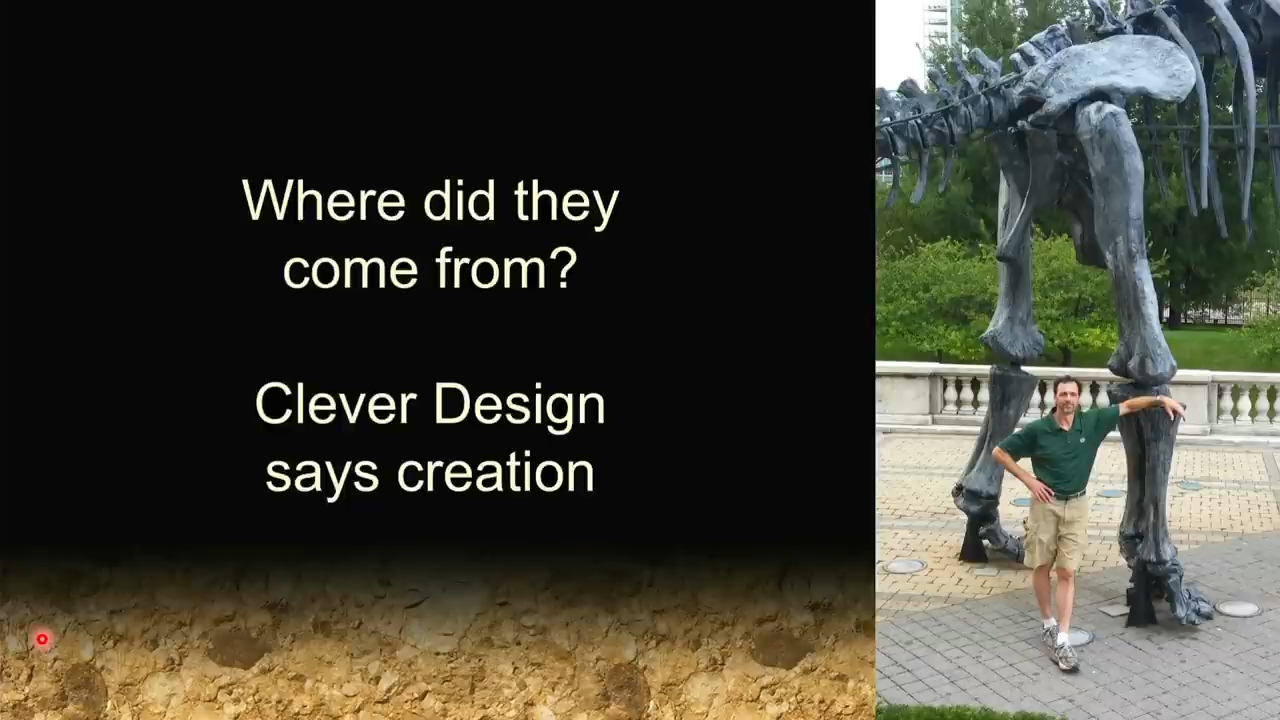 Where did they
come from?
Clever Design
says creation